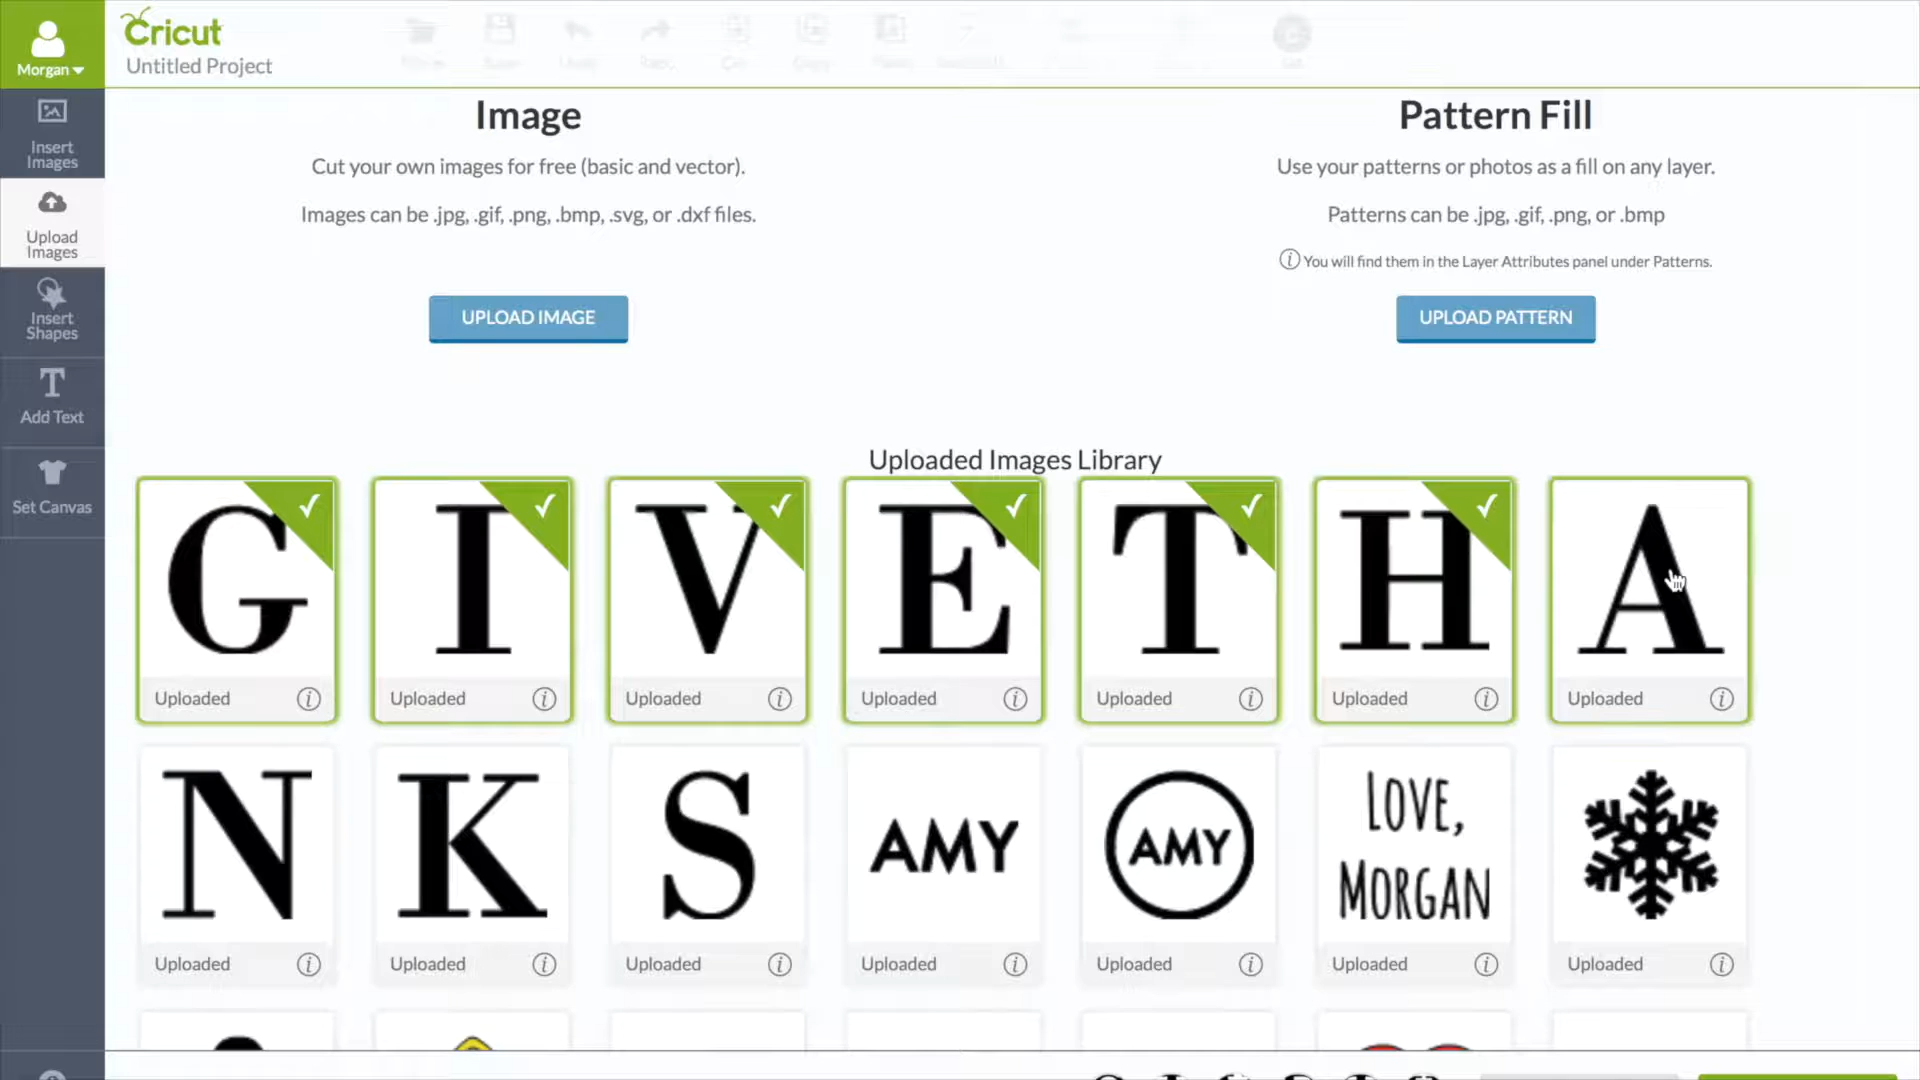 Cricut
Untitled Project
Morgan
Insert
Images
Upload
Images
Insert
Shapes
Add Text
Set Canvas
Image
Cut your own images for free (basic and vector).
Images can be .jpg, .gif, .png, .bmp, .svg, or .dxf files.
UPLOAD IMAGE
Pattern Fill
Use your patterns or photos as a fill on any layer.
Patterns can be .jpg, .gif, .png, or .bmp
You will find them in the Layer Attributes panel under Patterns.
UPLOAD PATTERN
Uploaded Images Library
G I V E T H A
Uploaded Uploaded Uploaded Uploaded Uploaded Uploaded Uploaded
N K S AMY AMY LOVE,
MORGAN
Uploaded Uploaded Uploaded Uploaded Uploaded Uploaded Uploaded